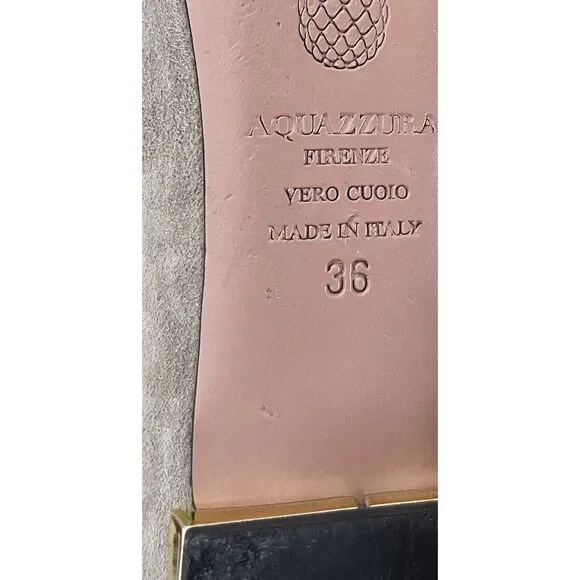 AQUAZZURA
FIRENZE
VERO CUOIO
MADE IN ITALY
36